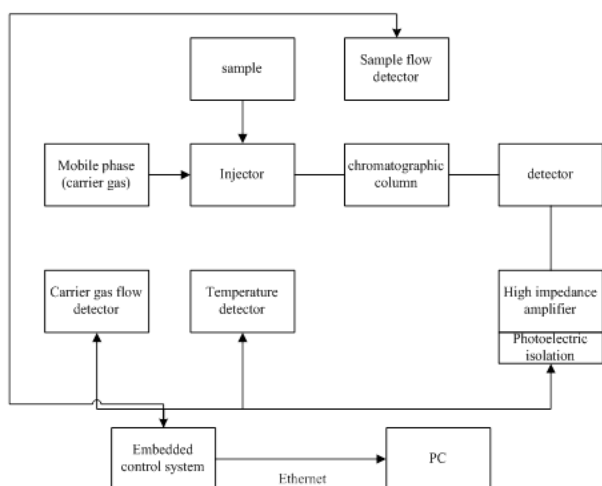 sample
Sample flow
detector
Mobile phase
(carrier gas)
Injector
chromatographic
column
detector
Carrier gas flow
detector
Temperature
detector
High impedance
amplifier
Photoelectric
isolation
Embedded
control system
Ethernet
PC